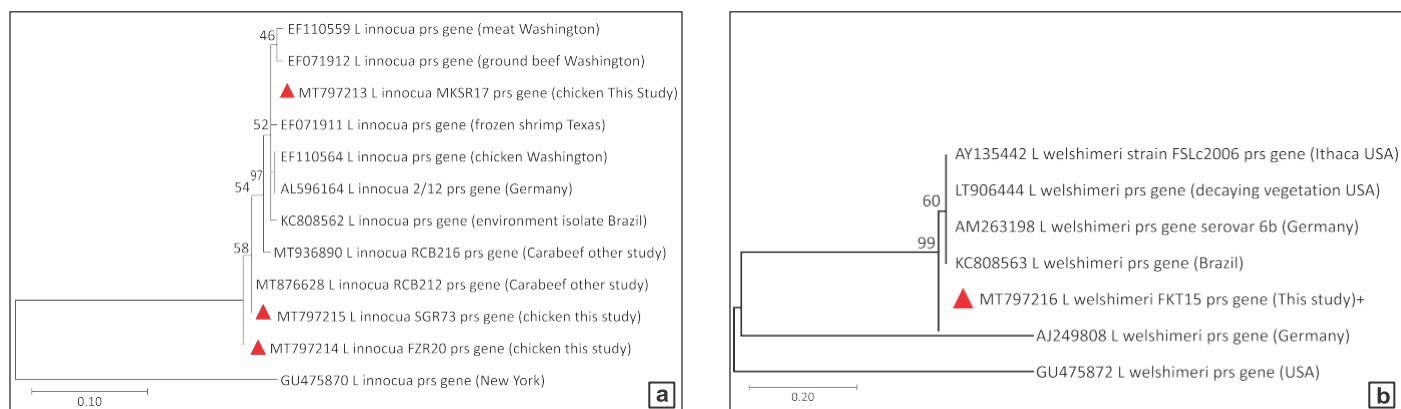 EF110559 L innocua prs gene (meat Washington)
46
EF071912 L innocua prs gene (ground beef Washington)
MT797213 L innocua MKSR17 prs gene (chicken This Study)
52
EF071911 L innocua prs gene (frozen shrimp Texas)
EF110564 L innocua prs gene (chicken Washington)
97
54
AL596164 L innocua 2/12 prs gene (Germany)
KC808562 L innocua prs gene (environment isolate Brazil)
58
MT936890 L innocua RCB216 prs gene (Carabeef other study)
MT876628 L innocua RCB212 prs gene (Carabeef other study)
MT797215 L innocua SGR73 prs gene (chicken this study)
MT797214 L innocua FZR20 prs gene (chicken this study)
GU475870 L innocua prs gene (New York)
0.10
a
AY135442 L welshimeri strain FSLc2006 prs gene (Ithaca USA)
LT906444 L welshimeri prs gene (decaying vegetation USA)
60
AM263198 L welshimeri prs gene serovar 6b (Germany)
99
KC808563 L welshimeri prs gene (Brazil)
MT797216 L welshimeri FKT15 prs gene (This study)+
AJ249808 L welshimeri prs gene (Germany)
GU475872 L welshimeri prs gene (USA)
0.20
b